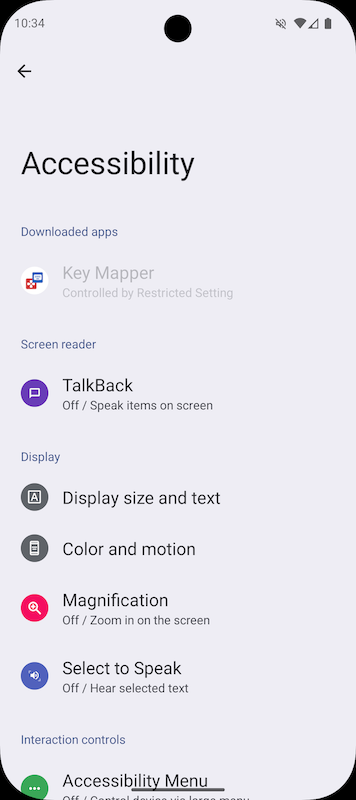 10:34
Accessibility
Downloaded apps
Key Mapper
Controlled by Restricted Setting
Screen reader
TalkBack
Off / Speak items on screen
Display
Display size and text
Color and motion
Magnification
Off / Zoom in on the screen
Select to Speak
Off / Hear selected text
Interaction controls
Accessibility Menu
Off / Control device via large menu